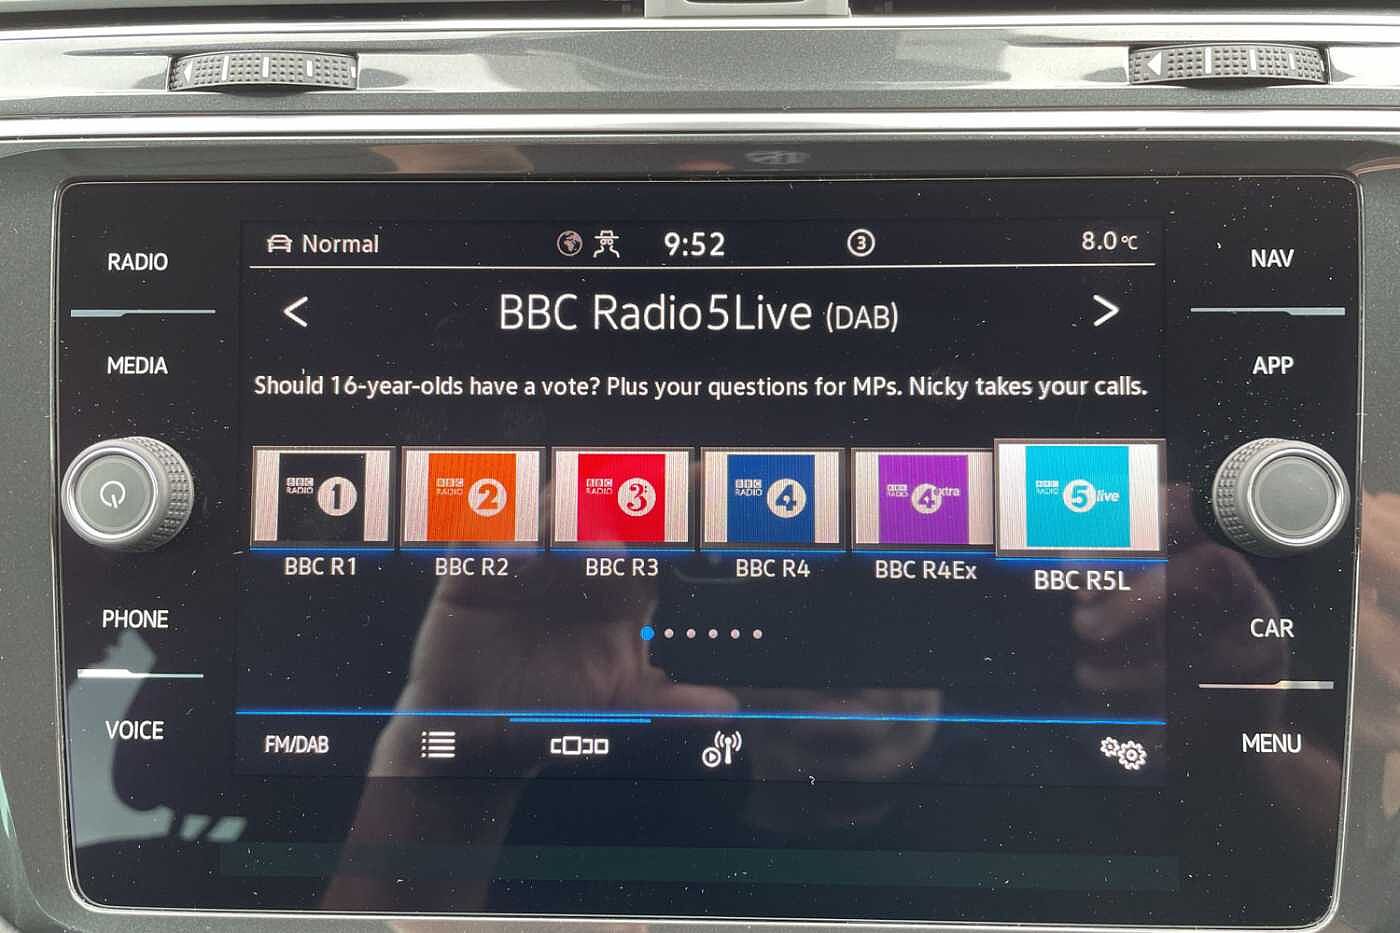 RADIO
MEDIA
PHONE
VOICE
Normal
9:52
3
8.0°C
BBC Radio5Live (DAB)
Should 16-year-olds have a vote? Plus your questions for MPs. Nicky takes your calls.
BBC RADIO 1
BBC RADIO 2
BBC RADIO 3
BBC RADIO 4
BBC RADIO 4 Extra
BBC RADIO 5 live
BBC R1
BBC R2
BBC R3
BBC R4
BBC R4Ex
BBC R5L
FM/DAB
NAV
APP
CAR
MENU